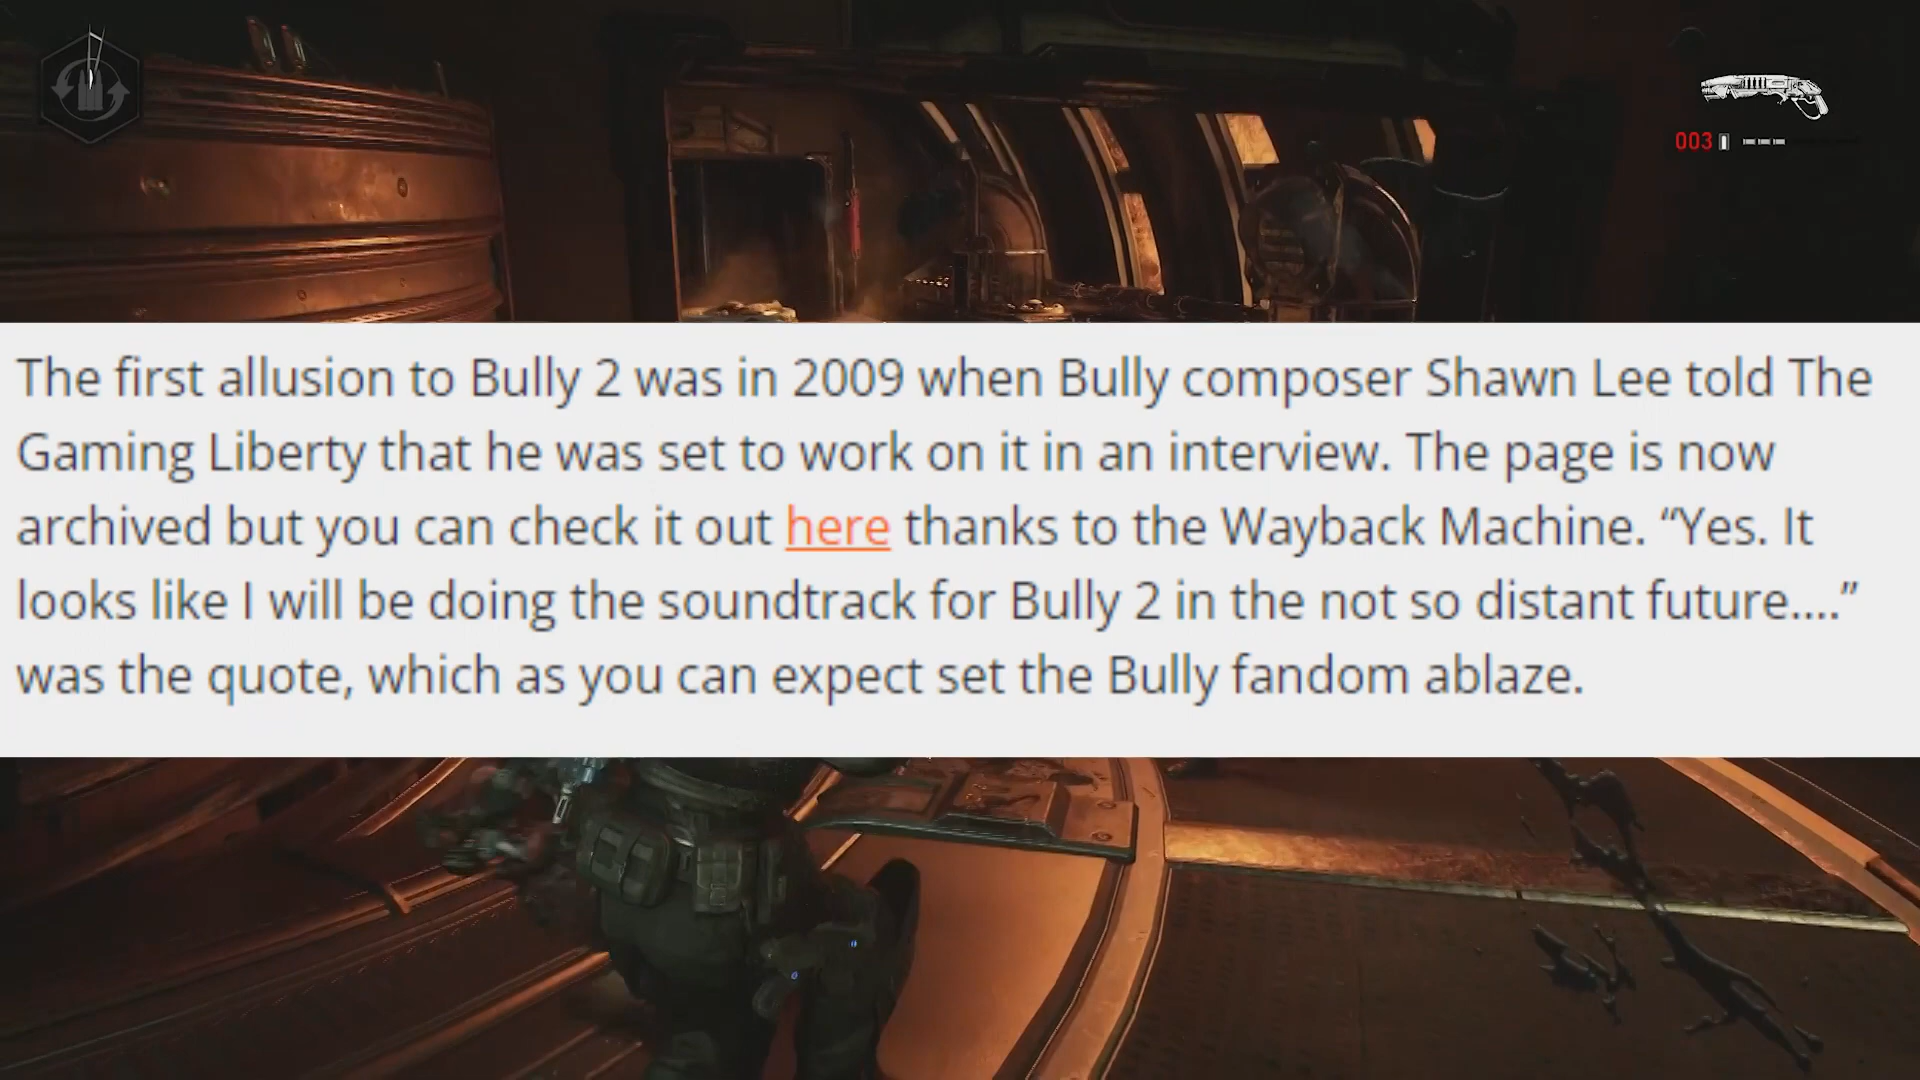 003
The first allusion to Bully 2 was in 2009 when Bully composer Shawn Lee told The
Gaming Liberty that he was set to work on it in an interview. The page is now
archived but you can check it out here thanks to the Wayback Machine. “Yes. It
looks like I will be doing the soundtrack for Bully 2 in the not so distant future....”
was the quote, which as you can expect set the Bully fandom ablaze.